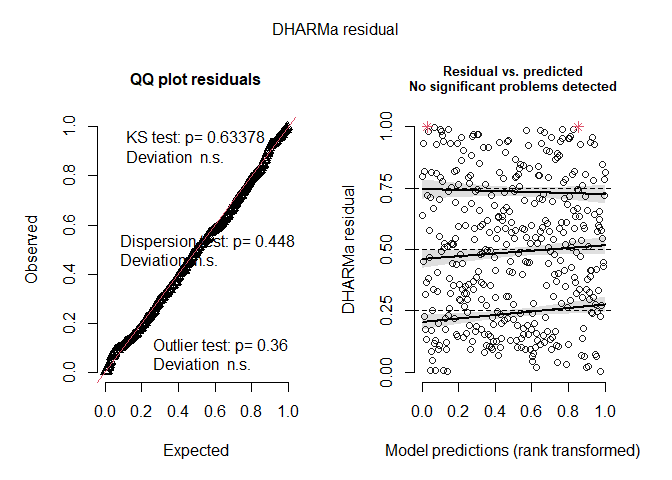 DHARMa residual
QQ plot residuals
KS test: p= 0.63378
Deviation n.s.
Dispersion test: p= 0.448
Deviation n.s.
Outlier test: p= 0.36
Deviation n.s.
Observed
0.0 0.2 0.4 0.6 0.8 1.0
0.0 0.2 0.4 0.6 0.8 1.0
Expected
Residual vs. predicted
No significant problems detected
DHARMa residual
0.00 0.25 0.50 0.75 1.00
0.0 0.2 0.4 0.6 0.8 1.0
Model predictions (rank transformed)